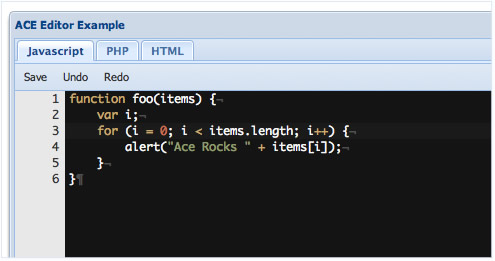 ACE Editor Example
Javascript PHP HTML
Save Undo Redo
1 function foo(items) {¬
2     var i;¬
3     for (i = 0; i < items.length; i++) {¬
4         alert("Ace Rocks " + items[i]);¬
5     }¬
6 }¶